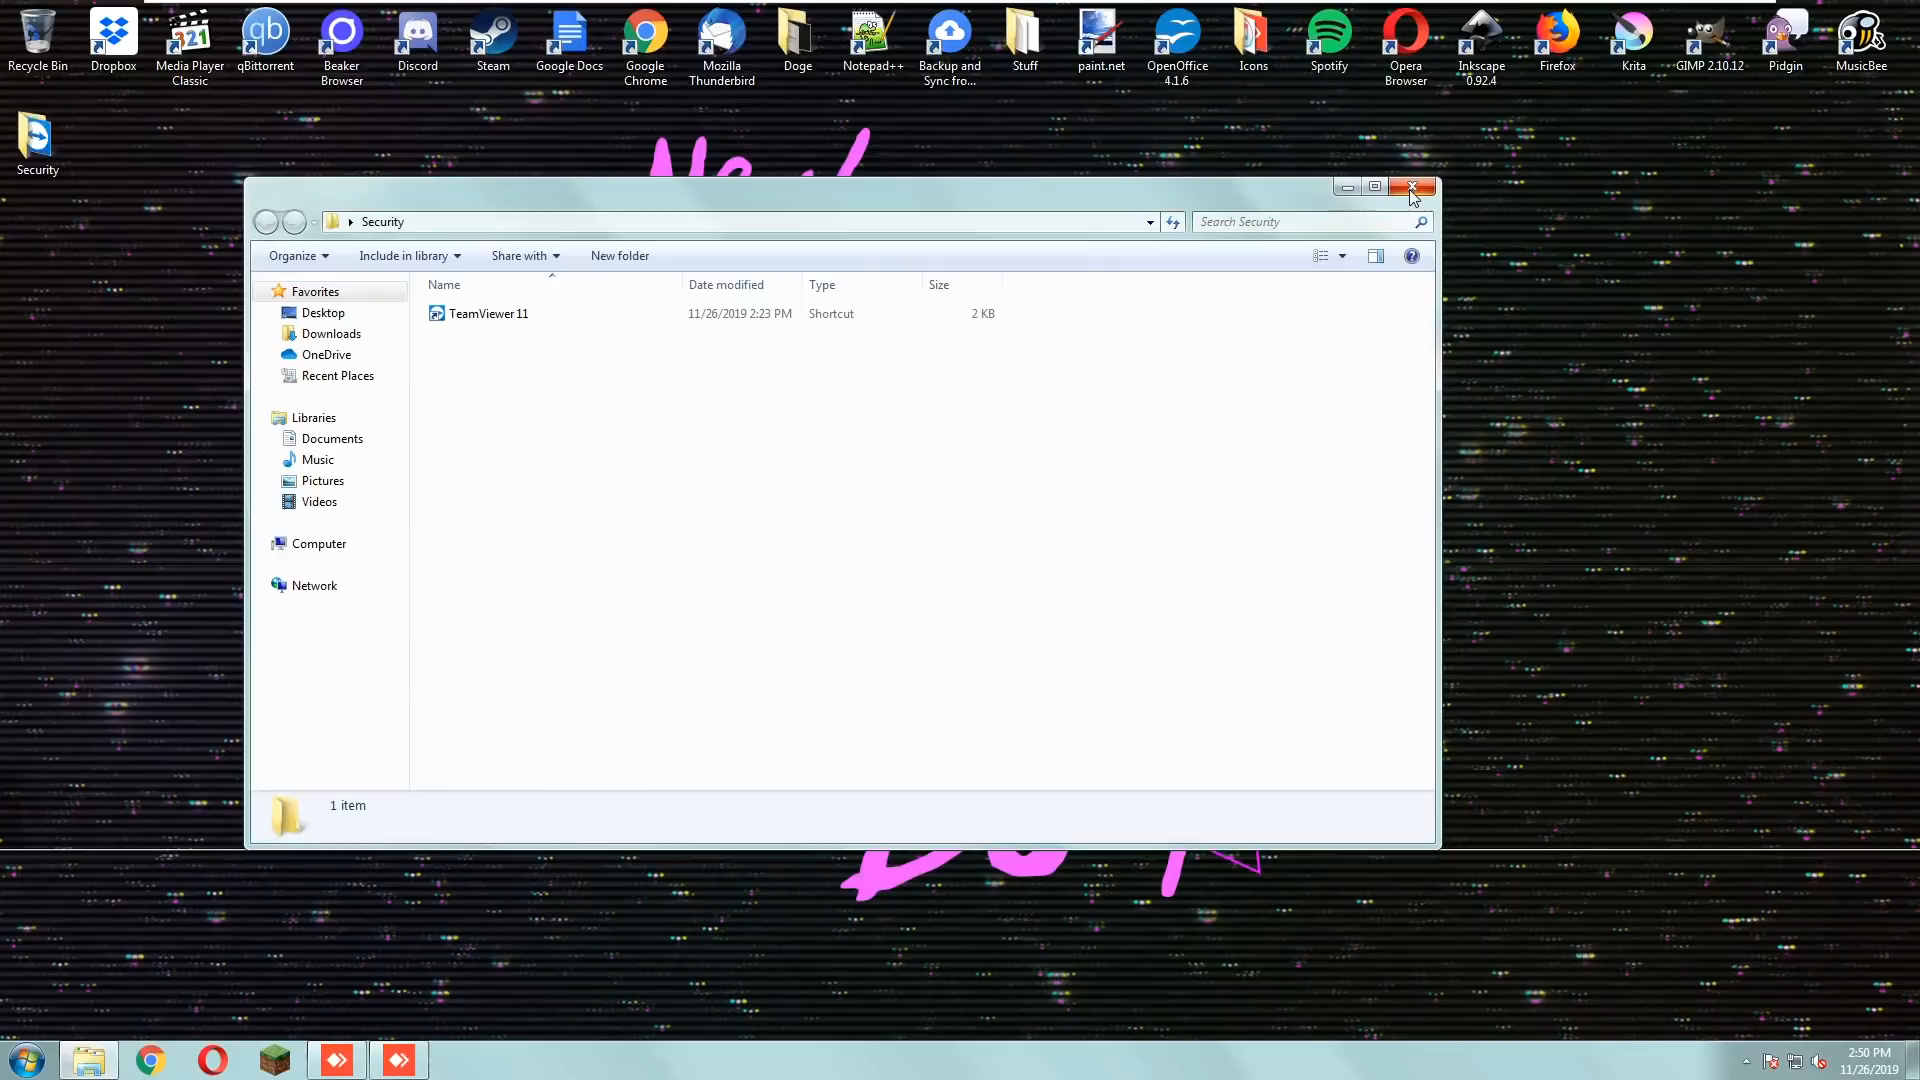 Recycle Bin
Dropbox
Media Player
Classic
qBittorrent
Beaker
Browser
Discord
Steam
Google Docs
Google
Chrome
Mozilla
Thunderbird
Doge
Notepad++
Backup and
Sync fro...
Stuff
paint.net
OpenOffice
4.1.6
Icons
Spotify
Opera
Browser
Inkscape
0.92.4
Firefox
Krita
GIMP 2.10.12
Pidgin
MusicBee
Security
Security
Search Security
Organize
Include in library
Share with
New folder
Name
Date modified
Type
Size
TeamViewer 11
11/26/2019 2:23 PM
Shortcut
2 KB
Favorites
Desktop
Downloads
OneDrive
Recent Places
Libraries
Documents
Music
Pictures
Videos
Computer
Network
1 item
2:50 PM
11/26/2019